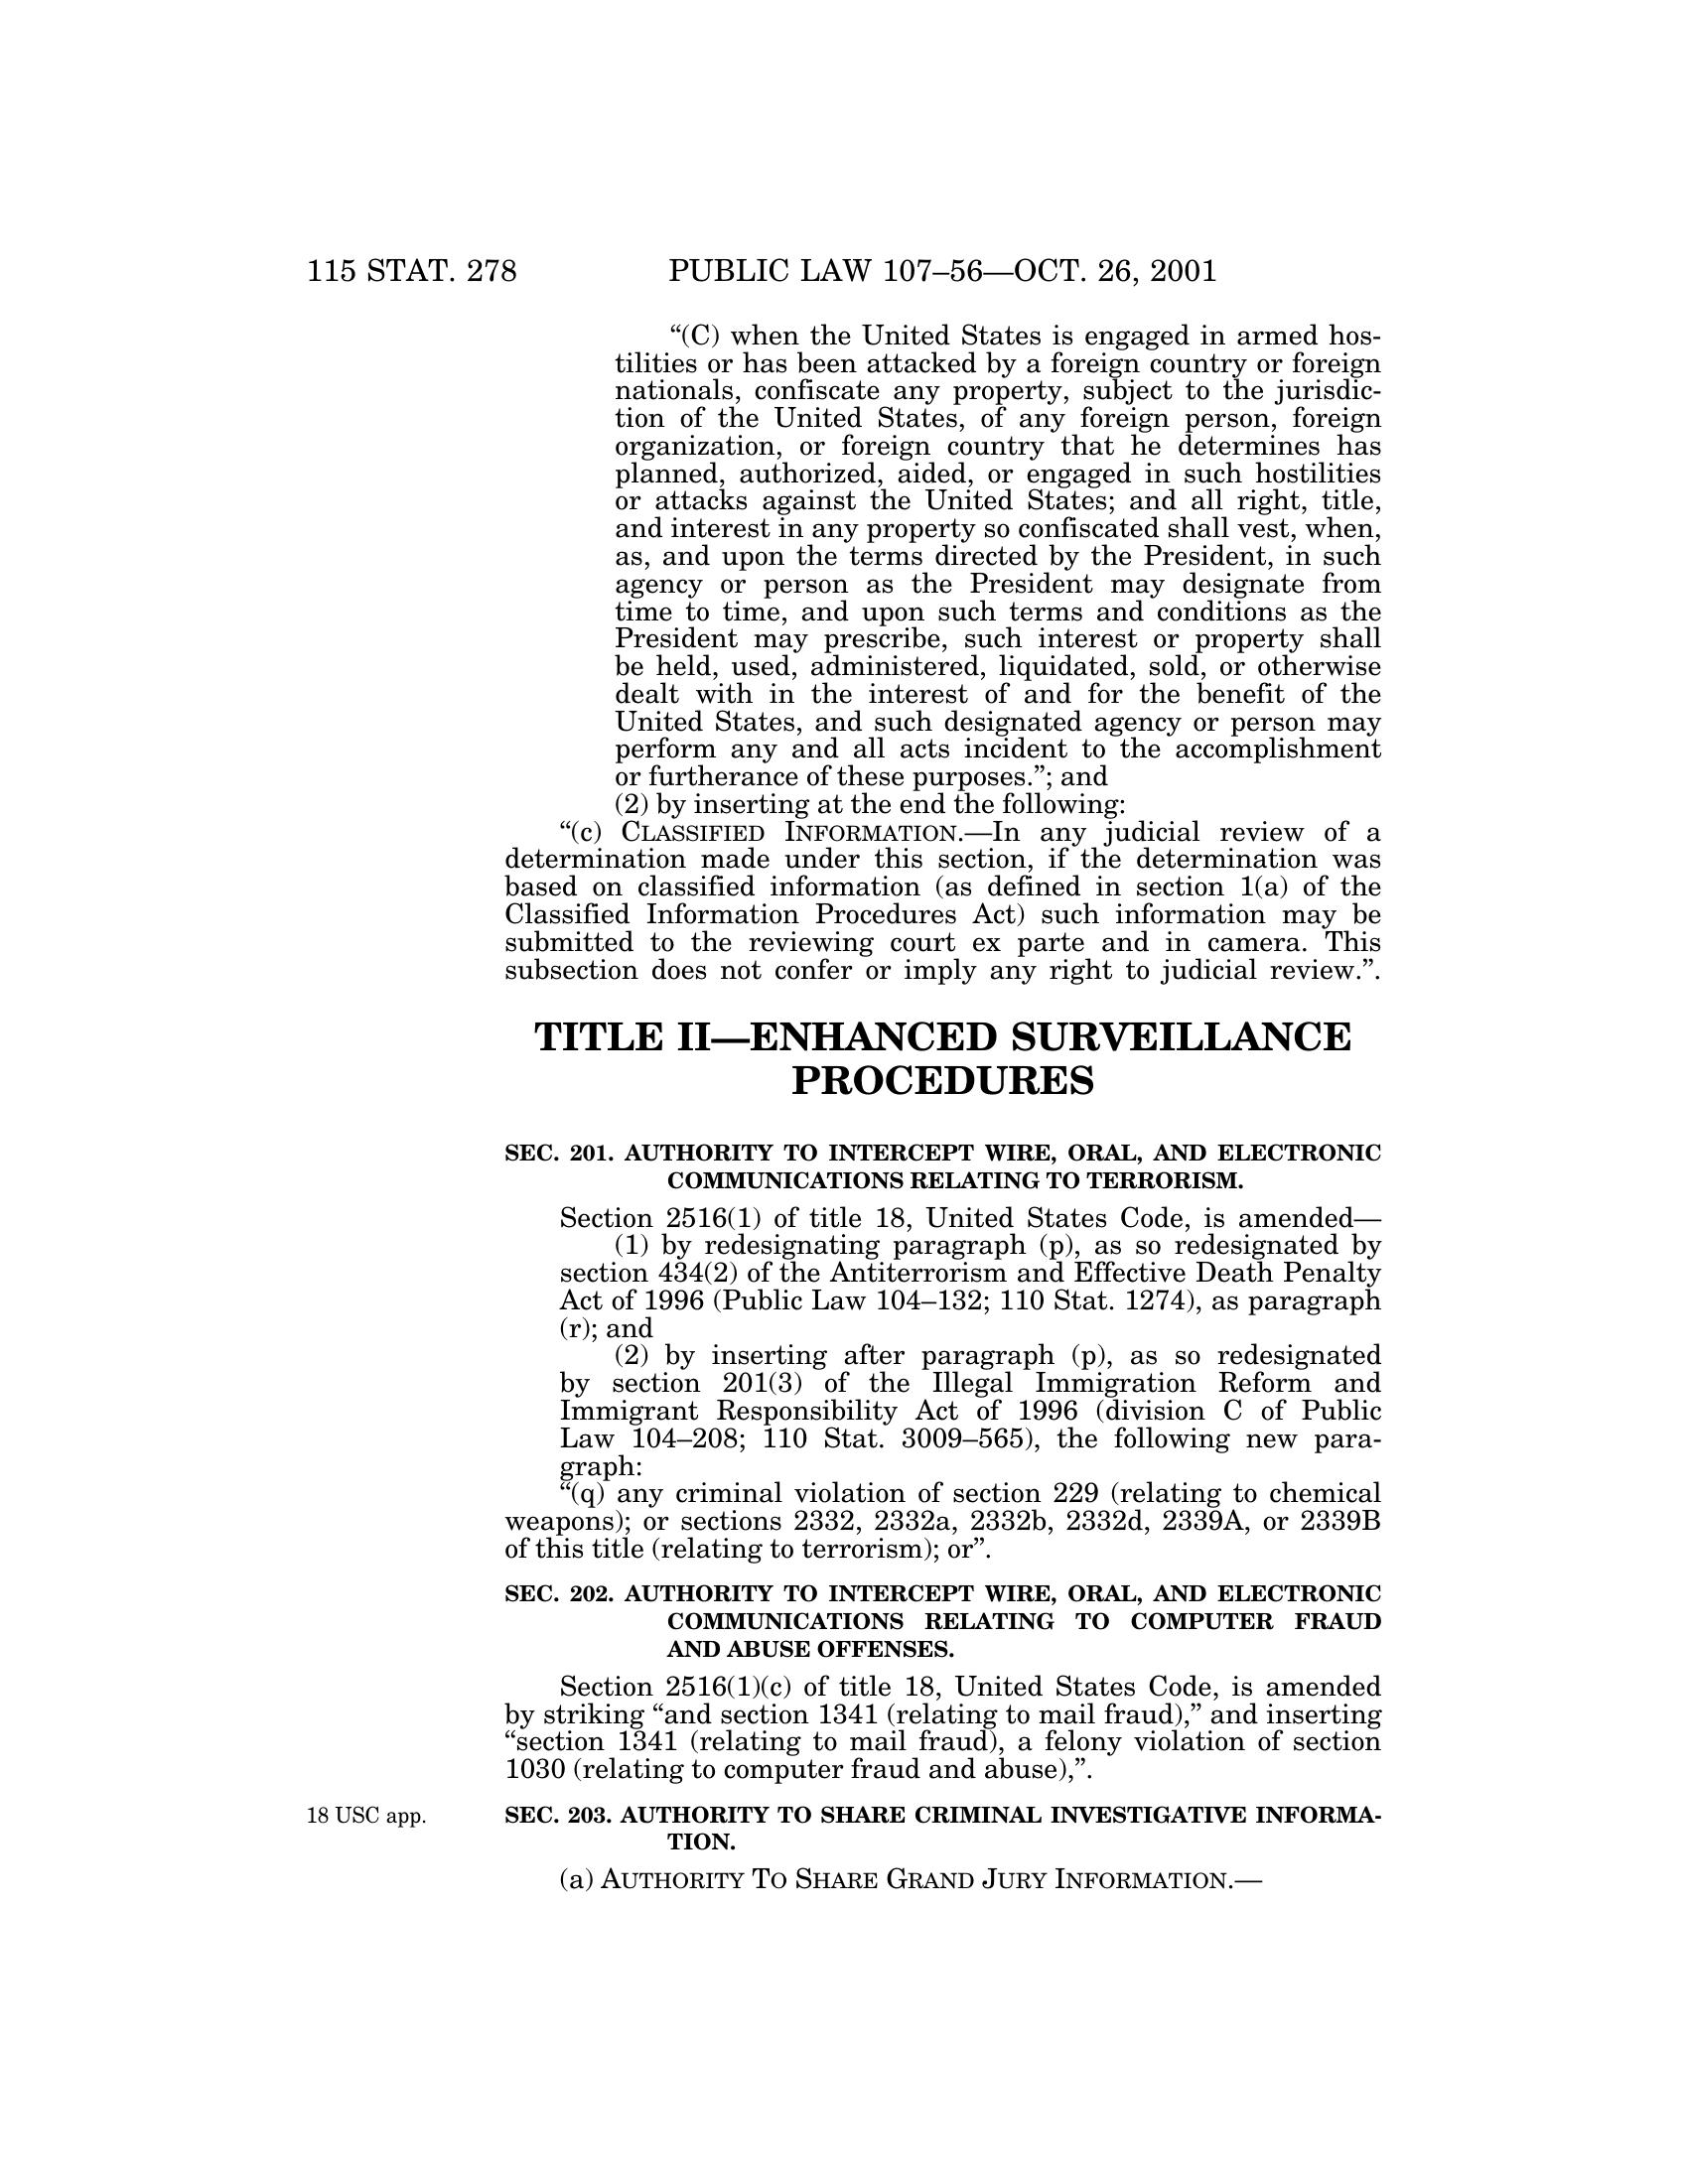 115 STAT. 278 PUBLIC LAW 107–56—OCT. 26, 2001
“(C) when the United States is engaged in armed hos-
tilities or has been attacked by a foreign country or foreign
nationals, confiscate any property, subject to the jurisdic-
tion of the United States, of any foreign person, foreign
organization, or foreign country that he determines has
planned, authorized, aided, or engaged in such hostilities
or attacks against the United States; and all right, title,
and interest in any property so confiscated shall vest, when,
as, and upon the terms directed by the President, in such
agency or person as the President may designate from
time to time, and upon such terms and conditions as the
President may prescribe, such interest or property shall
be held, used, administered, liquidated, sold, or otherwise
dealt with in the interest of and for the benefit of the
United States, and such designated agency or person may
perform any and all acts incident to the accomplishment
or furtherance of these purposes.”; and
(2) by inserting at the end the following:
“(c) CLASSIFIED INFORMATION.—In any judicial review of a
determination made under this section, if the determination was
based on classified information (as defined in section 1(a) of the
Classified Information Procedures Act) such information may be
submitted to the reviewing court ex parte and in camera. This
subsection does not confer or imply any right to judicial review.”.
TITLE II—ENHANCED SURVEILLANCE
PROCEDURES
SEC. 201. AUTHORITY TO INTERCEPT WIRE, ORAL, AND ELECTRONIC
COMMUNICATIONS RELATING TO TERRORISM.
Section 2516(1) of title 18, United States Code, is amended—
(1) by redesignating paragraph (p), as so redesignated by
section 434(2) of the Antiterrorism and Effective Death Penalty
Act of 1996 (Public Law 104–132; 110 Stat. 1274), as paragraph
(r); and
(2) by inserting after paragraph (p), as so redesignated
by section 201(3) of the Illegal Immigration Reform and
Immigrant Responsibility Act of 1996 (division C of Public
Law 104–208; 110 Stat. 3009–565), the following new para-
graph:
“(q) any criminal violation of section 229 (relating to chemical
weapons); or sections 2332, 2332a, 2332b, 2332d, 2339A, or 2339B
of this title (relating to terrorism); or”.
SEC. 202. AUTHORITY TO INTERCEPT WIRE, ORAL, AND ELECTRONIC
COMMUNICATIONS RELATING TO COMPUTER FRAUD
AND ABUSE OFFENSES.
Section 2516(1)(c) of title 18, United States Code, is amended
by striking “and section 1341 (relating to mail fraud),” and inserting
“section 1341 (relating to mail fraud), a felony violation of section
1030 (relating to computer fraud and abuse),”.
18 USC app. SEC. 203. AUTHORITY TO SHARE CRIMINAL INVESTIGATIVE INFORMA-
TION.
(a) AUTHORITY TO SHARE GRAND JURY INFORMATION.—